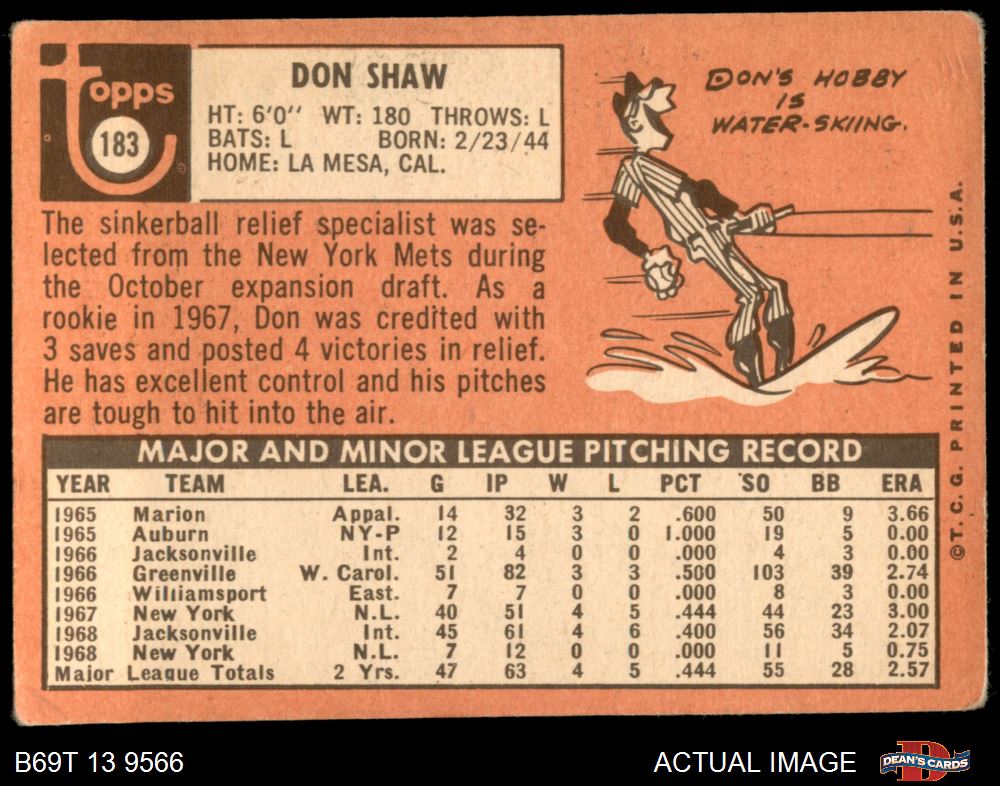 topps
183
DON SHAW
HT: 6'0'' WT: 180 THROWS: L
BATS: L BORN: 2/23/44
HOME: LA MESA, CAL.
The sinkerball relief specialist was se-
lected from the New York Mets during
the October expansion draft. As a
rookie in 1967, Don was credited with
3 saves and posted 4 victories in relief.
He has excellent control and his pitches
are tough to hit into the air.
DON'S HOBBY
IS
WATER-SKIING.
©T.C.G. PRINTED IN U.S.A.
MAJOR AND MINOR LEAGUE PITCHING RECORD
YEAR TEAM LEA. G IP W L PCT SO BB ERA
1965 Marion Appal. 14 32 3 2 .600 50 9 3.66
1965 Auburn NY-P 12 15 3 0 1.000 19 5 0.00
1966 Jacksonville Int. 2 4 0 0 .000 4 3 0.00
1966 Greenville W. Carol. 51 82 3 3 .500 103 39 2.74
1966 Williamsport East. 7 7 0 0 .000 8 3 0.00
1967 New York N.L. 40 51 4 5 .444 44 23 3.00
1968 Jacksonville Int. 45 61 4 6 .400 56 34 2.07
1968 New York N.L. 7 12 0 0 .000 11 5 0.75
Major League Totals 2 Yrs. 47 63 4 5 .444 55 28 2.57
B69T 13 9566
ACTUAL IMAGE
DEAN'S CARDS